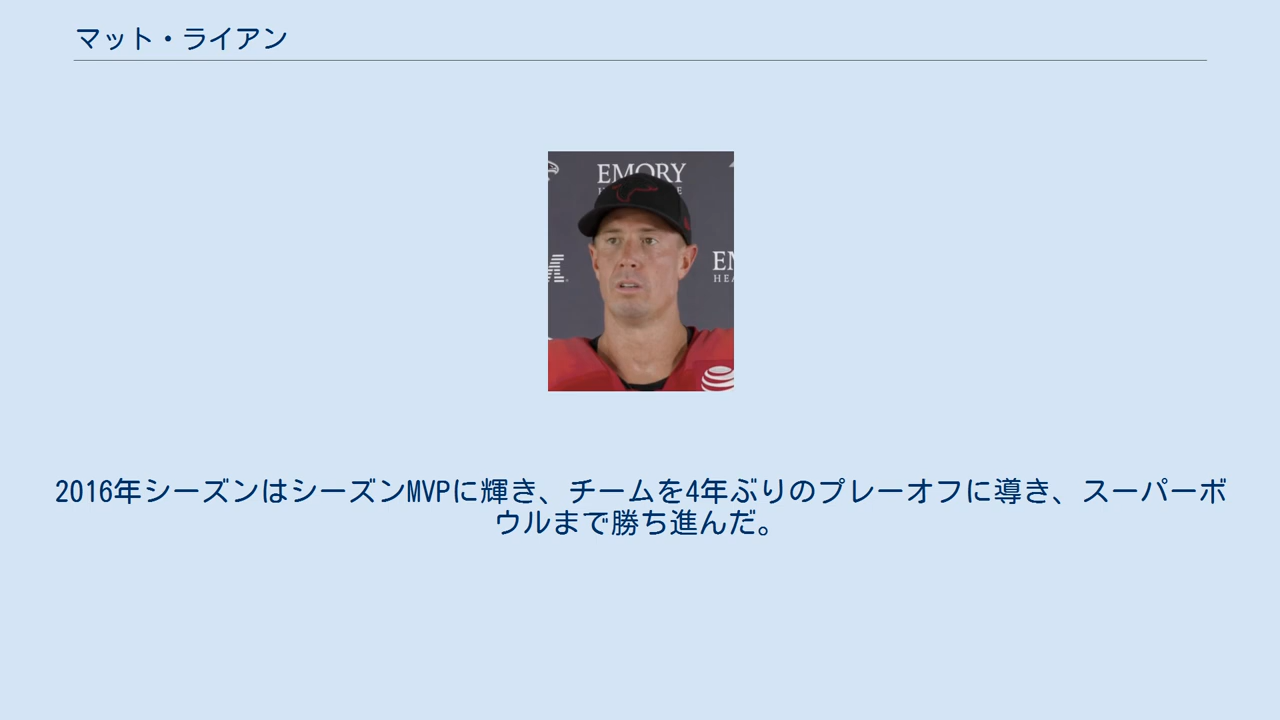 マット・ライアン
EMORY
EM
HEA
2016年シーズンはシーズンMVPに輝き、チームを4年ぶりのプレーオフに導き、スーパーボ
ウルまで勝ち進んだ。